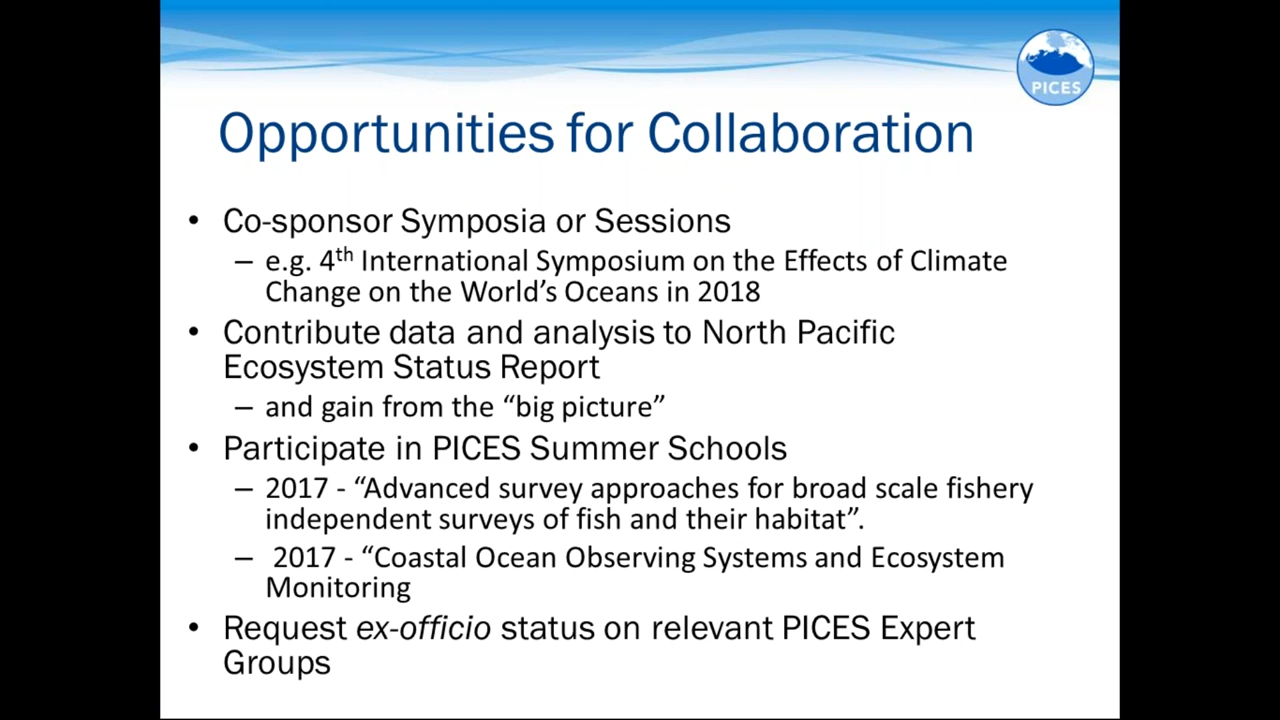 PICES
Opportunities for Collaboration
• Co-sponsor Symposia or Sessions
– e.g. 4th International Symposium on the Effects of Climate
Change on the World’s Oceans in 2018
• Contribute data and analysis to North Pacific
Ecosystem Status Report
– and gain from the “big picture”
• Participate in PICES Summer Schools
– 2017 - “Advanced survey approaches for broad scale fishery
independent surveys of fish and their habitat”.
– 2017 - “Coastal Ocean Observing Systems and Ecosystem
Monitoring
• Request ex-officio status on relevant PICES Expert
Groups